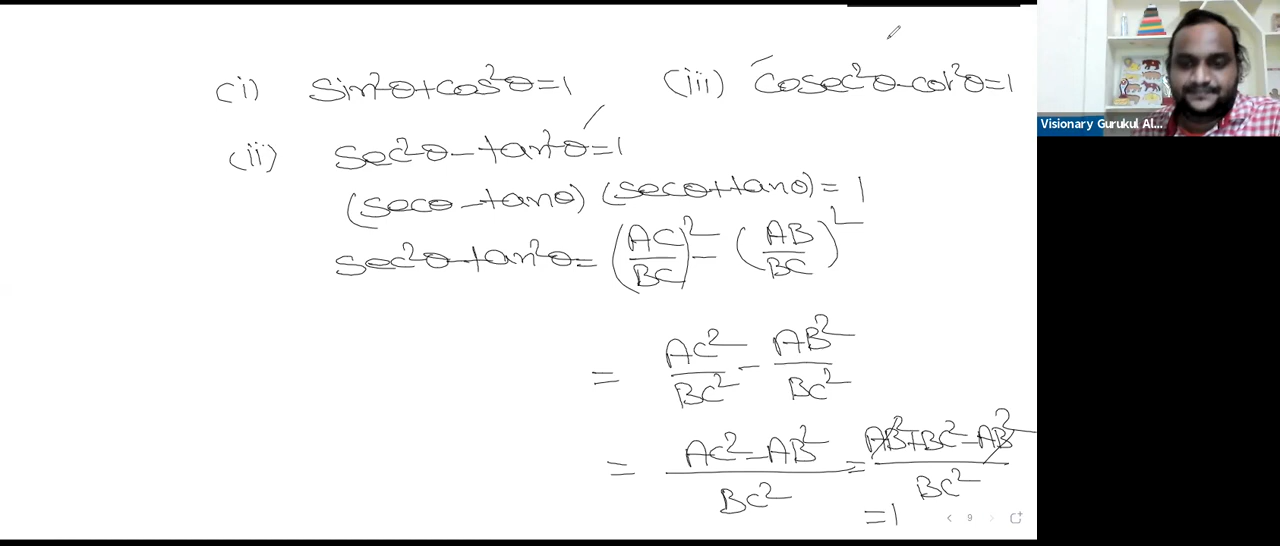 (i) sin²θ+cos²θ=1 (iii) cosec²θ-cot²θ=1
(ii) sec²θ-tan²θ=1
(secθ-tanθ) (secθ+tanθ)=1
sec²θ-tan²θ= (AC/BC)² - (AB/BC)²
= AC²/BC² - AB²/BC²
= AC²-AB²/BC² = AB²+BC²-AB²/BC²
=1
9
Visionary Gurukul Al...